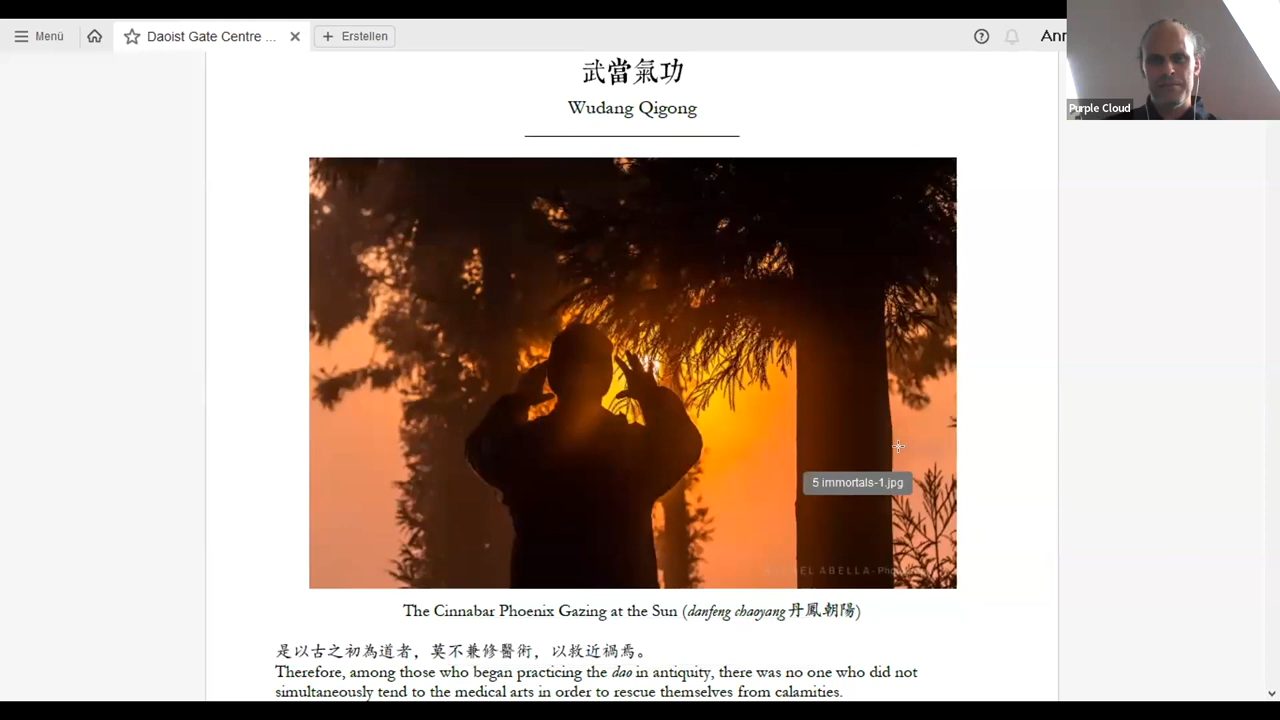 Menü
Daoist Gate Centre ...
Erstellen
Purple Cloud
武當氣功
Wudang Qigong
5 immortals-1.jpg
The Cinnabar Phoenix Gazing at the Sun (danfeng chaoyang 丹鳳朝陽)
是以古之初為道者，莫不兼修醫術，以救近禍焉。
Therefore, among those who began practicing the dao in antiquity, there was no one who did not
simultaneously tend to the medical arts in order to rescue themselves from calamities.